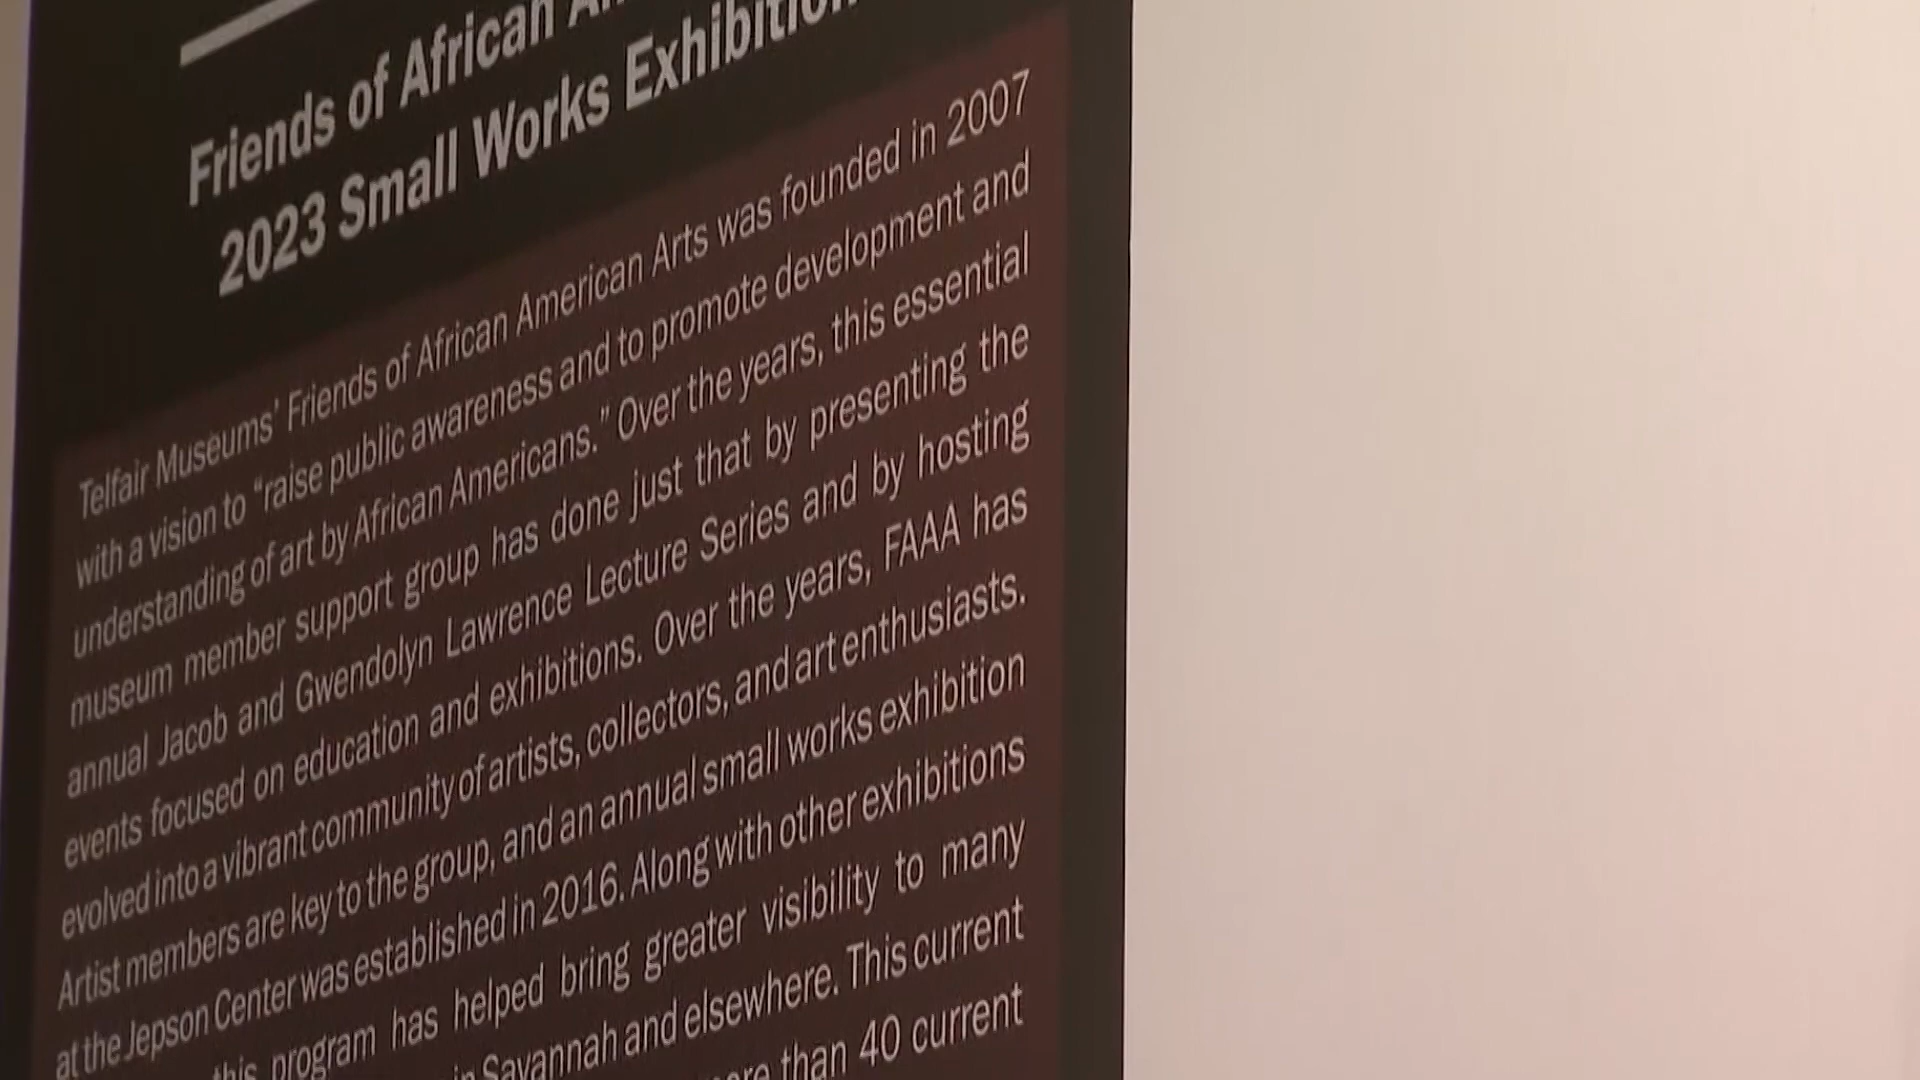 Friends of African
2023 Small Works Exhibition
Telfair Museums' Friends of African American Arts was founded in 2007
with a vision to "raise public awareness and to promote development and
understanding of art by African Americans." Over the years, this essential
museum member support group has done just that by presenting the
annual Jacob and Gwendolyn Lawrence Lecture Series and by hosting
events focused on education and exhibitions. Over the years, FAAA has
evolved into a vibrant community of artists, collectors, and art enthusiasts.
Artist members are key to the group, and an annual small works exhibition
at the Jepson Center was established in 2016. Along with other exhibitions
this program has helped bring greater visibility to many
in Savannah and elsewhere. This current
than 40 current